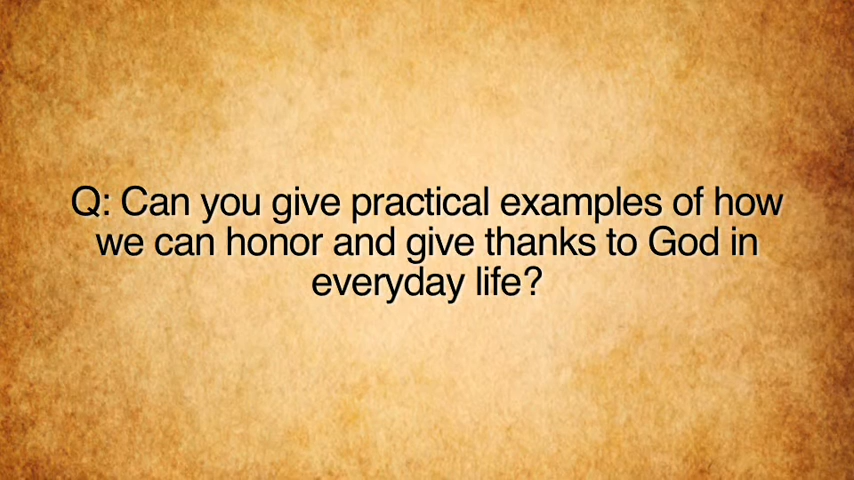 Q: Can you give practical examples of how
we can honor and give thanks to God in
everyday life?